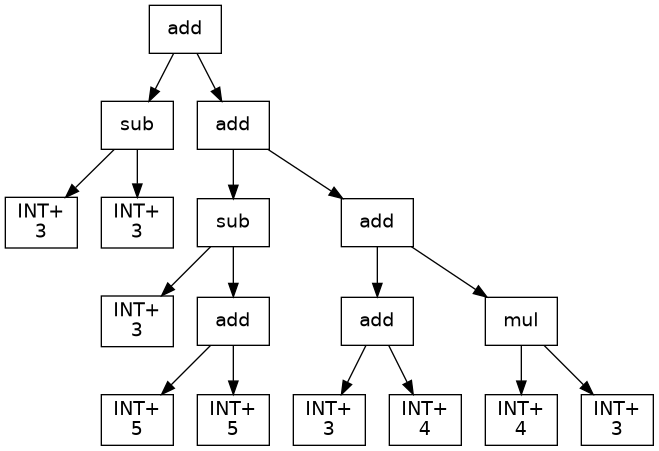 add
sub
add
INT+
3
INT+
3
sub
add
INT+
3
add
add
mul
INT+
5
INT+
5
INT+
3
INT+
4
INT+
4
INT+
3